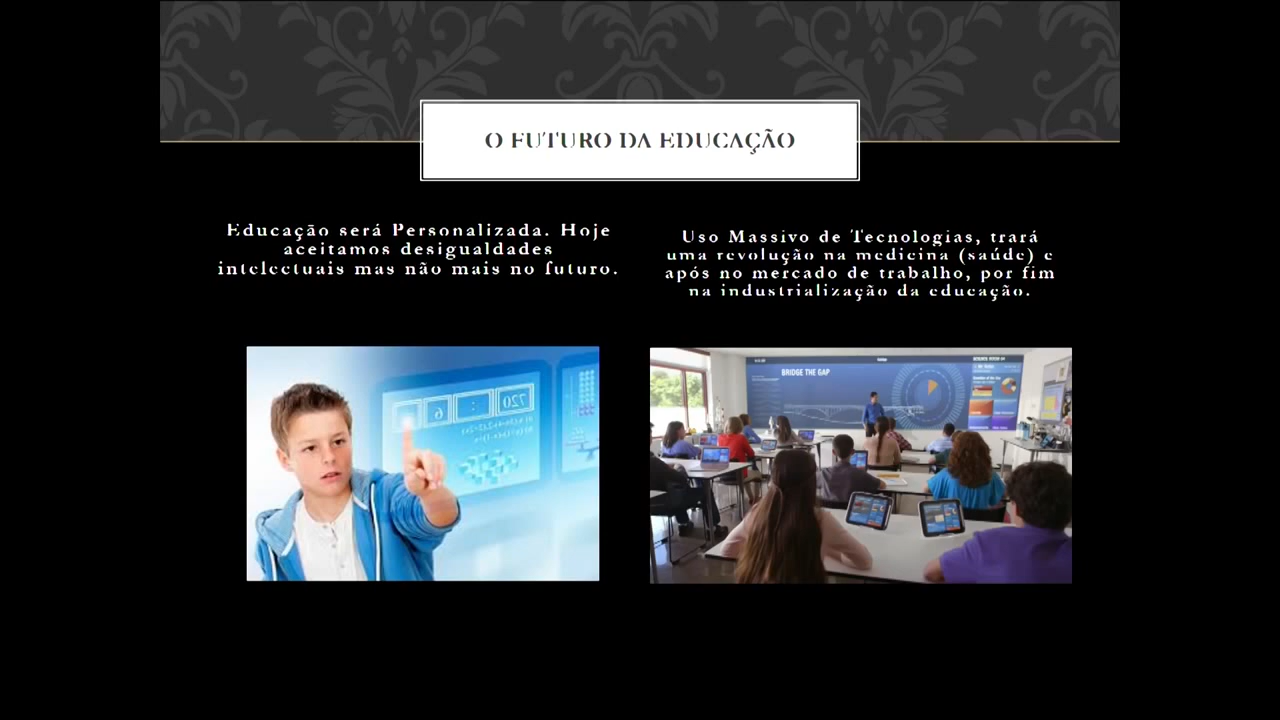 O FUTURO DA EDUCAÇÃO
Educação será Personalizada. Hoje
aceitamos desigualdades
intelectuais mas não mais no futuro.
Uso Massivo de Tecnologias, trará
uma revolução na medicina (saúde) e
após no mercado de trabalho, por fim
na industrialização da educação.
BRIDGE THE GAP